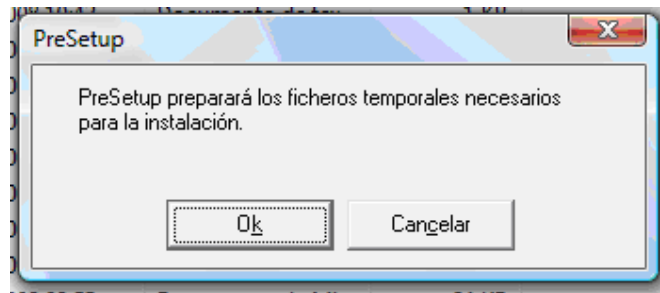 PreSetup
PreSetup preparará los ficheros temporales necesarios
para la instalación.
Ok
Cancelar